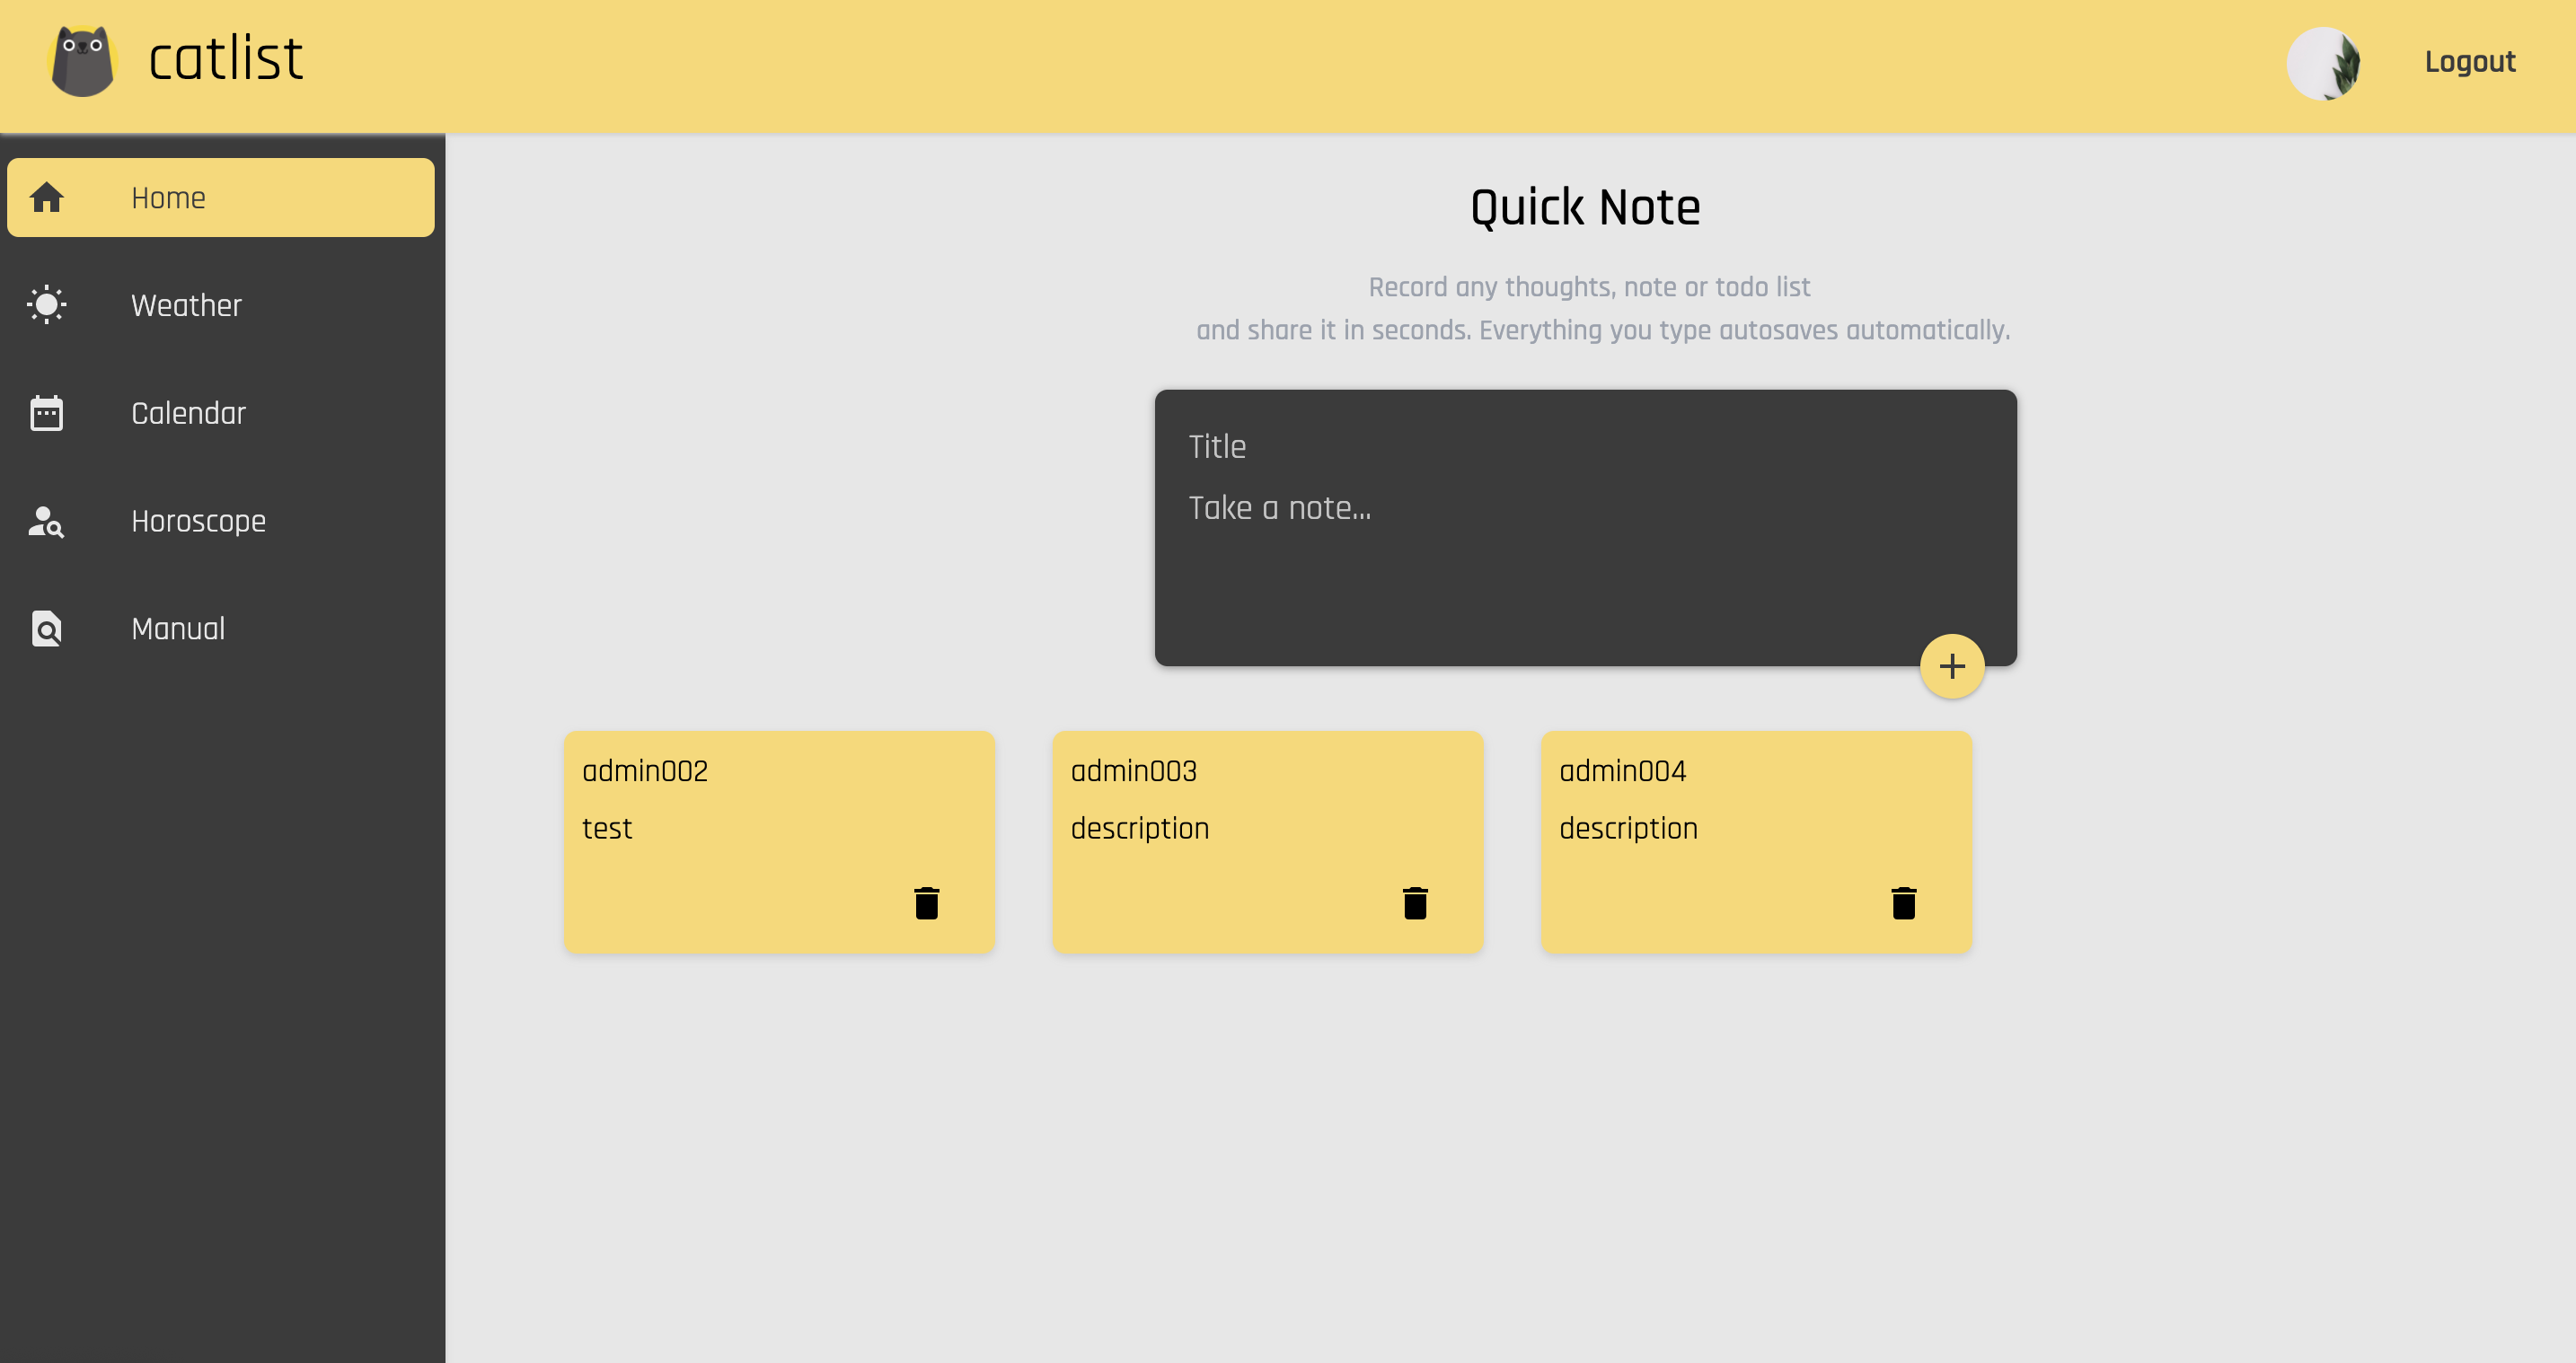 catlist
Logout
Home
Weather
Calendar
Horoscope
Manual
Quick Note
Record any thoughts, note or todo list
and share it in seconds. Everything you type autosaves automatically.
Title
Take a note...
admin002
test
admin003
description
admin004
description